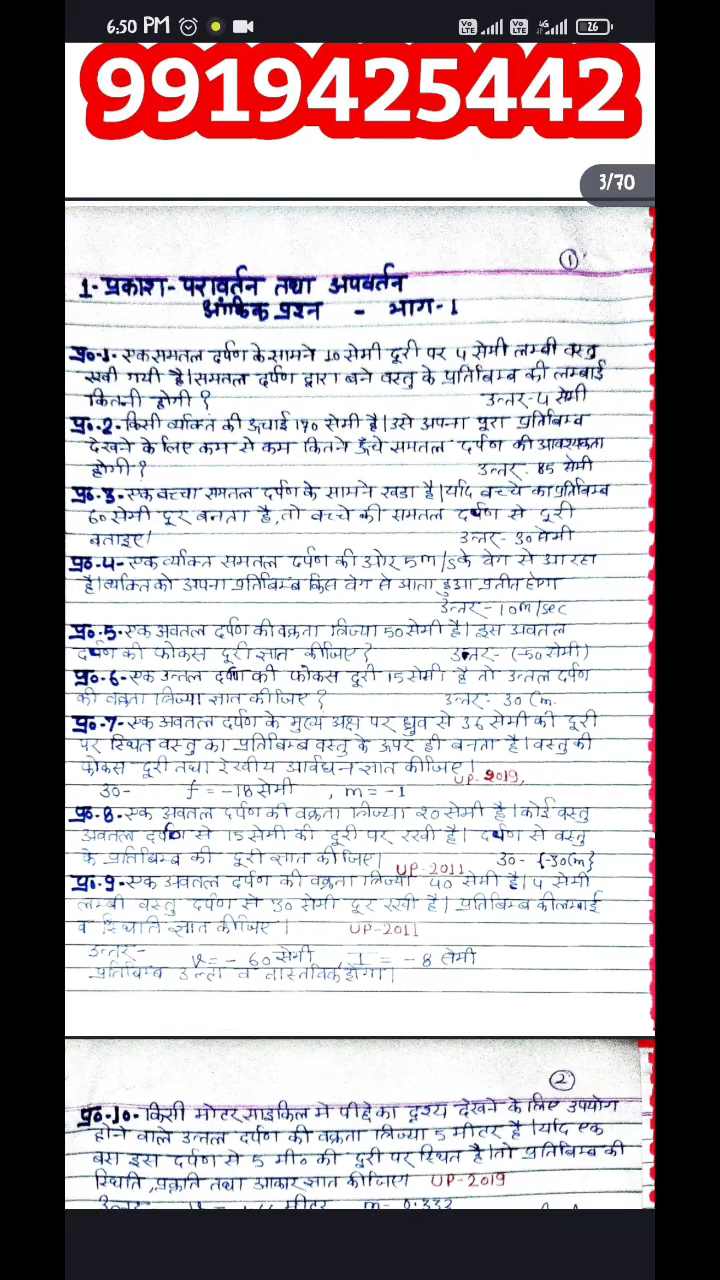 6.50 PM
Vo LTE Vo LTE 4G 26
9919425442
3/70
1
1- प्रकाश - परावर्तन तथा अपवर्तन
आंकिक प्रश्न - भाग-1
प्र०-1- एक समतल दर्पण के सामने 10 सेमी दूरी पर 4 सेमी लम्बी वस्तु
रखी गयी है। समतल दर्पण द्वारा बने वस्तु के प्रतिबिम्ब की लम्बाई
कितनी होगी ? उत्तर- 4 सेमी
प्र०-2- किसी व्यक्ति की ऊचाई 170 सेमी है। उसे अपना पूरा प्रतिबिम्ब
देखने के लिए कम से कम कितने ऊँचे समतल दर्पण की आवश्यकता
होगी ? उत्तर- 85 सेमी
प्र०-3- एक बच्चा समतल दर्पण के सामने खडा है। यदि बच्चे का प्रतिबिम्ब
60 सेमी दूर बनता है, तो बच्चे की समतल दर्पण से दूरी
बताइए। उत्तर- 30 सेमी
प्र०-4- एक व्यक्ति समतल दर्पण की ओर 5m/s के वेग से आ रहा
है। व्यक्ति को अपना प्रतिबिम्ब किस वेग से आता हुआ प्रतीत होगा
उत्तर - 10m/sec
प्र०-5- एक अवतल दर्पण की वक्रता त्रिज्या 50 सेमी है। इस अवतल
दर्पण की फोकस दूरी ज्ञात कीजिए ? उत्तर- सेमी)
प्र०-6- एक उत्तल दर्पण की फोकस दूरी 15 सेमी है तो उत्तल दर्पण
की वक्रता त्रिज्या ज्ञात कीजिए ? उत्तर- 30 Cm.
प्र०-7- एक अवतल दर्पण के मुख्य अक्ष पर ध्रुव से 36 सेमी की दूरी
पर स्थित वस्तु का प्रतिबिम्ब वस्तु के ऊपर ही बनता है। वस्तु की
फोकस दूरी तथा रेखीय आवर्धन ज्ञात कीजिए। UP-2019,
उ०- f = -18 सेमी , m = -1
प्र०-8- एक अवतल दर्पण की वक्रता त्रिज्या 20 सेमी है। कोई वस्तु
अवतल दर्पण से 15 सेमी की दूरी पर रखी है। दर्पण से वस्तु
के प्रतिबिम्ब की दूरी ज्ञात कीजिए। UP-2011 उ०- {-30Cm}
प्र०-9- एक अवतल दर्पण की वक्रता त्रिज्या 40 सेमी है। 4 सेमी
लम्बी वस्तु दर्पण से 30 सेमी दूर रखी है। प्रतिबिम्ब की लम्बाई
व स्थिति ज्ञात कीजिए। UP-2011
उत्तर- v = - 60 सेमी , I = - 8 सेमी
प्रतिबिम्ब उल्टा व वास्तविक होगा।
2
प्र०-10- किसी मोटर साइकिल मे पीछे का दृश्य देखने के लिए उपयोग
होने वाले उत्तल दर्पण की वक्रता त्रिज्या 5 मीटर है। यदि एक
बस इस दर्पण से 5 मी० की दूरी पर स्थित है। तो प्रतिबिम्ब की
स्थिति , प्रकृति तथा आकार ज्ञात कीजिए। UP-2019